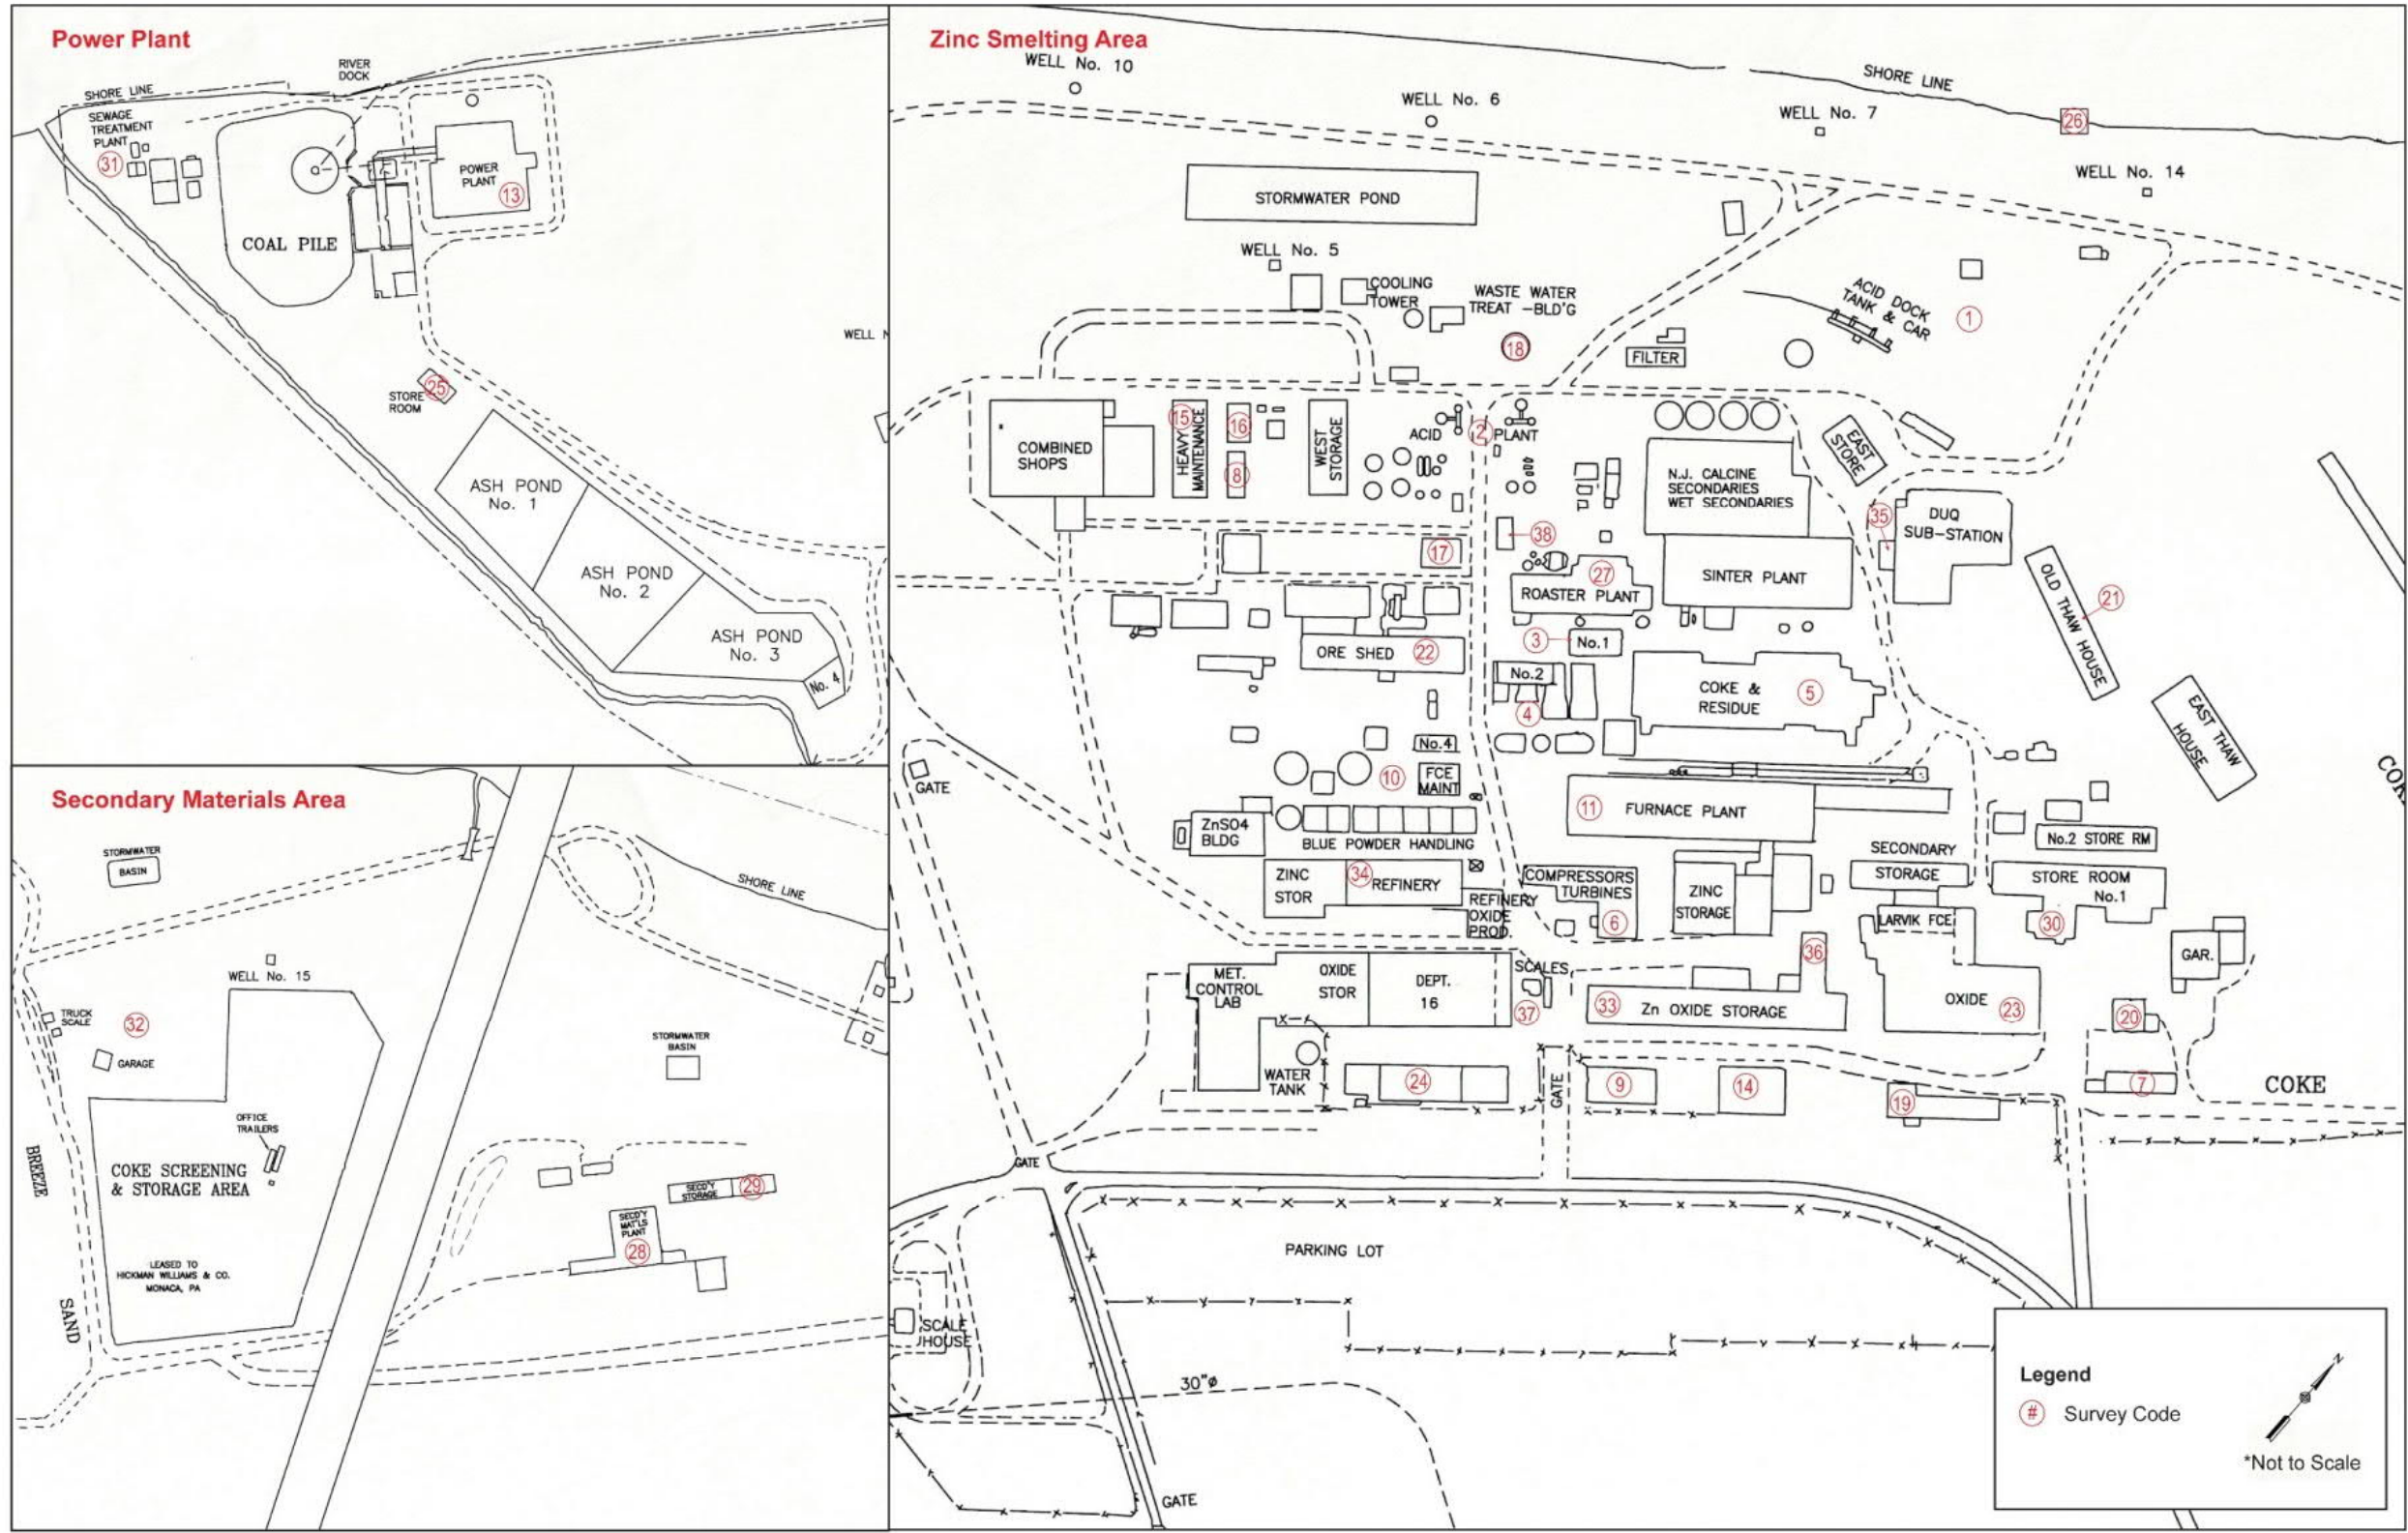 Power Plant
RIVER
DOCK
SHORE LINE
SEWAGE
TREATMENT
PLANT
31
POWER
PLANT
13
COAL PILE
WELL
25
STORE
ROOM
ASH POND
No. 1
ASH POND
No. 2
ASH POND
No. 3
No. 4
Secondary Materials Area
STORMWATER
BASIN
SHORE LINE
WELL No. 15
TRUCK
SCALE
32
GARAGE
STORMWATER
BASIN
OFFICE
TRAILERS
BREEZE
COKE SCREENING
& STORAGE AREA
SEC'D'Y
STORAGE
29
SEC'D'Y
MAT'LS
PLANT
28
LEASED TO
HICKMAN WILLIAMS & CO.
MONACA, PA
SAND
Zinc Smelting Area
WELL No. 10
WELL No. 6
WELL No. 7
SHORE LINE
26
WELL No. 14
STORMWATER POND
WELL No. 5
COOLING
TOWER
WASTE WATER
TREAT -BLD'G
18
FILTER
ACID DOCK
TANK & CAR
1
COMBINED
SHOPS
15
HEAVY
MAINTENANCE
16
8
WEST
STORAGE
ACID
2
PLANT
N.J. CALCINE
SECONDARIES
WET SECONDARIES
EAST
STORE
35
DUQ
SUB-STATION
17
38
27
ROASTER PLANT
SINTER PLANT
OLD THAW HOUSE
21
ORE SHED
22
3
No.1
No.2
4
COKE &
RESIDUE
5
EAST THAW
HOUSE
GATE
No.4
10
FCE
MAINT
11
FURNACE PLANT
ZnSO4
BLDG
BLUE POWDER HANDLING
No.2 STORE RM
ZINC
STOR
34
REFINERY
REFINERY
OXIDE
PROD.
COMPRESSORS
TURBINES
6
ZINC
STORAGE
SECONDARY
STORAGE
STORE ROOM
No.1
LARVIK FCE
30
GAR.
MET.
CONTROL
LAB
OXIDE
STOR
DEPT.
16
SCALES
37
36
33
Zn OXIDE STORAGE
OXIDE
23
20
WATER
TANK
24
GATE
9
14
19
7
COKE
GATE
PARKING LOT
SCALE
HOUSE
30"ø
GATE
Legend
# Survey Code
N
*Not to Scale